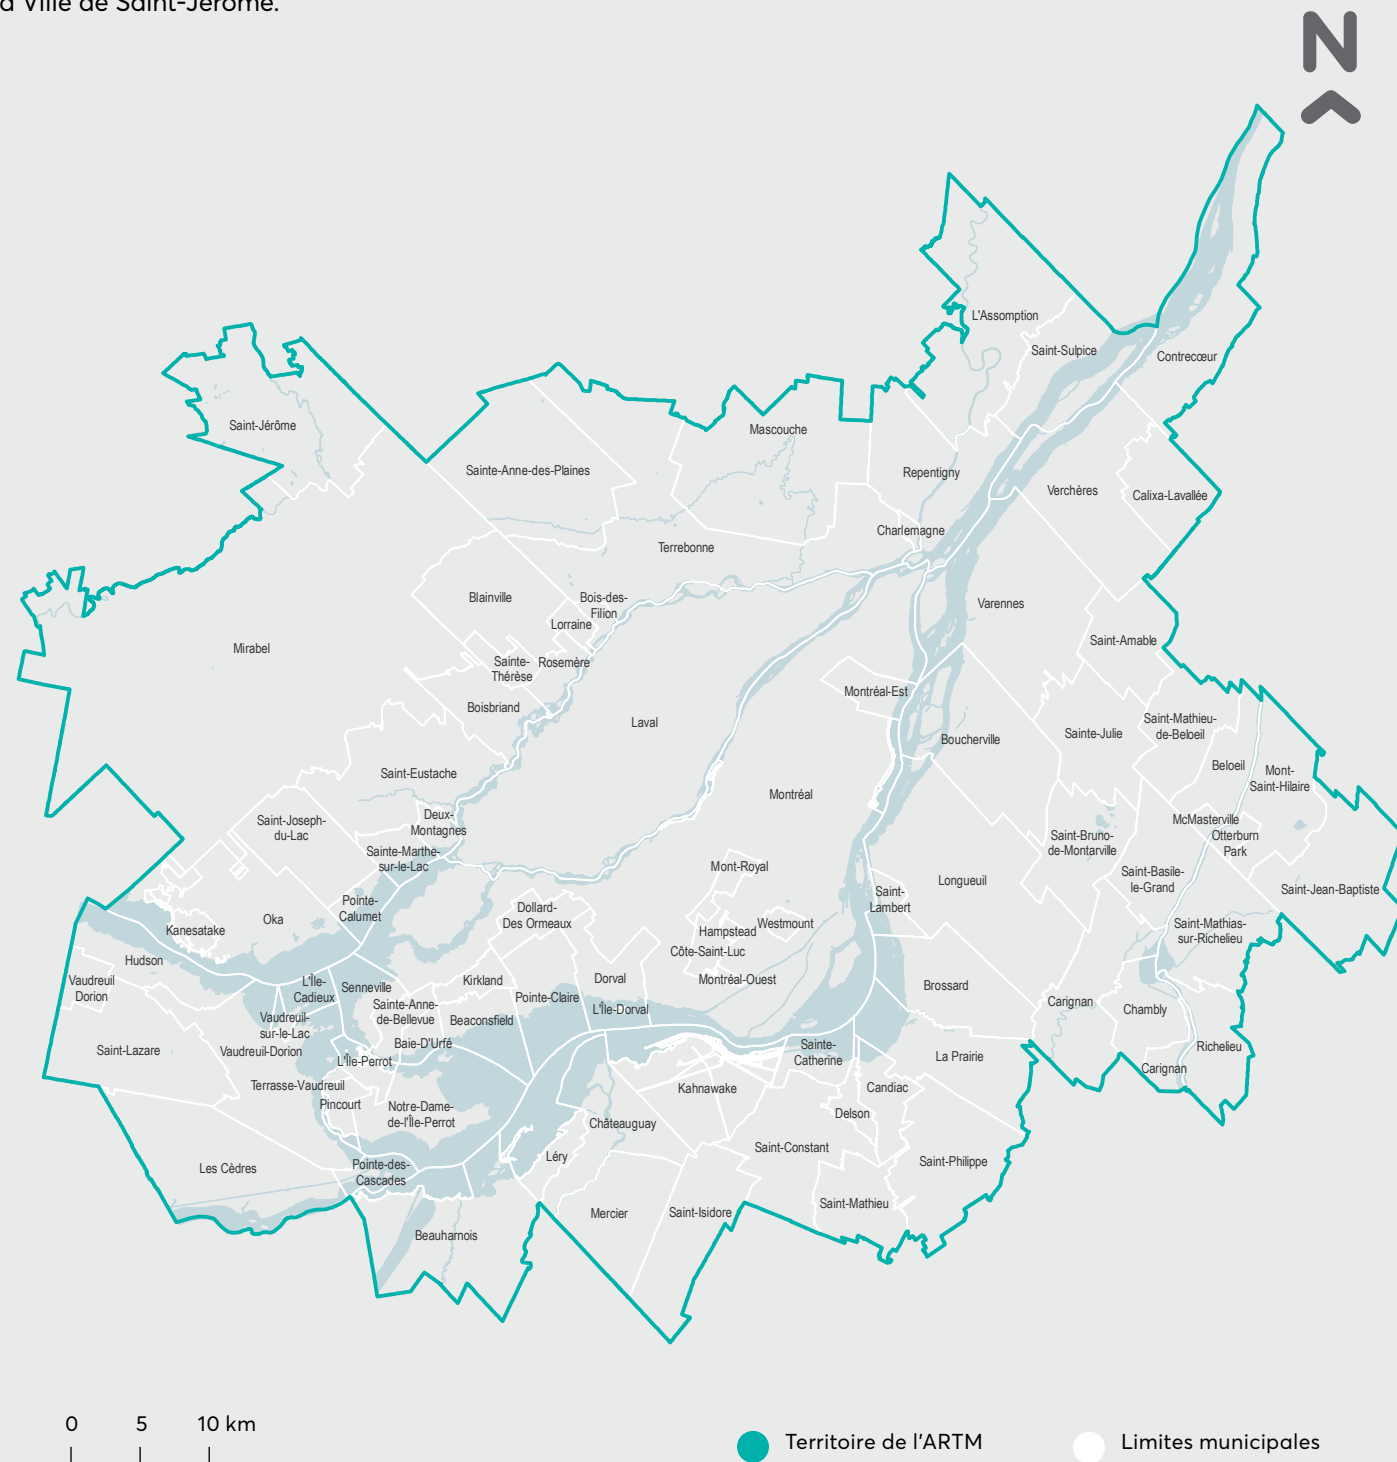 a Ville de Saint-Jérôme.
N
L'Assomption
Saint-Sulpice
Contrecœur
Saint-Jérôme
Mascouche
Sainte-Anne-des-Plaines
Repentigny
Verchères
Calixa-Lavallée
Charlemagne
Terrebonne
Blainville
Bois-des-
Filion
Lorraine
Varennes
Saint-Amable
Mirabel
Sainte-
Thérèse
Rosemère
Montréal-Est
Boisbriand
Laval
Boucherville
Sainte-Julie
Saint-Mathieu-
de-Beloeil
Saint-Eustache
Beloeil
Mont-
Saint-Hilaire
Montréal
Saint-Joseph-
du-Lac
Deux-
Montagnes
McMasterville
Otterburn
Park
Saint-Bruno-
de-Montarville
Sainte-Marthe-
sur-le-Lac
Mont-Royal
Longueuil
Saint-Basile-
le-Grand
Saint-Jean-Baptiste
Saint-
Lambert
Pointe-
Calumet
Dollard-
Des Ormeaux
Oka
Kanesatake
Hampstead
Westmount
Saint-Mathias-
sur-Richelieu
Côte-Saint-Luc
Hudson
Vaudreuil
Dorion
L'Île-
Cadieux
Senneville
Kirkland
Dorval
Montréal-Ouest
Brossard
Pointe-Claire
Sainte-Anne-
de-Bellevue
L'Île-Dorval
Carignan
Chambly
Vaudreuil-
sur-le-Lac
Beaconsfield
Baie-D'Urfé
Saint-Lazare
Vaudreuil-Dorion
L'Île-Perrot
Sainte-
Catherine
La Prairie
Richelieu
Carignan
Terrasse-Vaudreuil
Kahnawake
Candiac
Pincourt
Notre-Dame-
de-l'Île-Perrot
Delson
Châteauguay
Saint-Constant
Léry
Saint-Philippe
Les Cèdres
Pointe-des-
Cascades
Mercier
Saint-Isidore
Saint-Mathieu
Beauharnois
0 5 10 km
Territoire de l'ARTM
Limites municipales